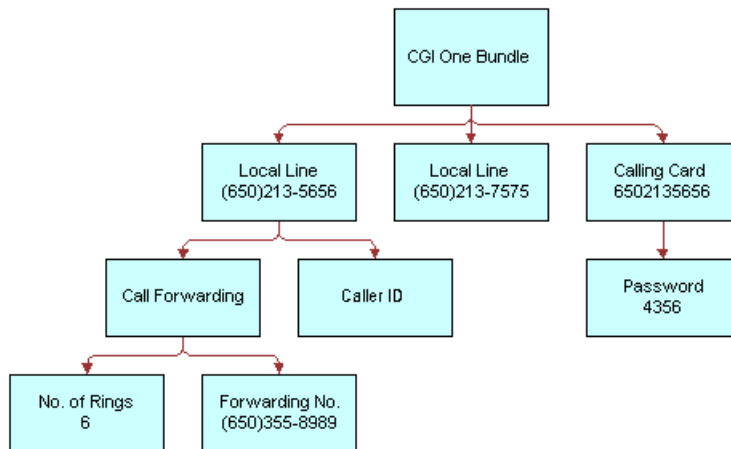 CGI One Bundle
Local Line
(650)213-5656
Local Line
(650)213-7575
Calling Card
6502135656
Call Forwarding
Caller ID
Password
4356
No. of Rings
6
Forwarding No.
(650)355-8989